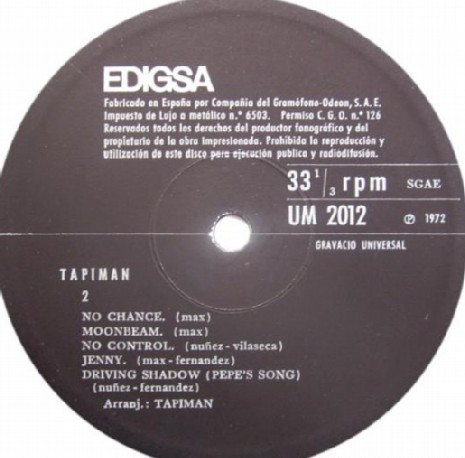 EDIGSA
Fabricado en España por Compañía del Gramófono-Odeon, S.A.E.
Impuesto de Lujo a metálico n.º 6503. Permiso C.G.O. n.º 126
Reservados todos los derechos del productor fonográfico y del
propietario de la obra impresionada. Prohibida la reproducción y
utilización de este disco para ejecución publica y radiodifusión.
33 1/3 rpm SGAE
UM 2012 Ⓟ 1972
GRAVACIO UNIVERSAL
TAPIMAN
2
NO CHANCE. (max)
MOONBEAM. (max)
NO CONTROL. (nuñez-vilaseca)
JENNY. (max-fernandez)
DRIVING SHADOW (PEPE'S SONG)
(nuñez-fernandez)
Arranj.: TAPIMAN